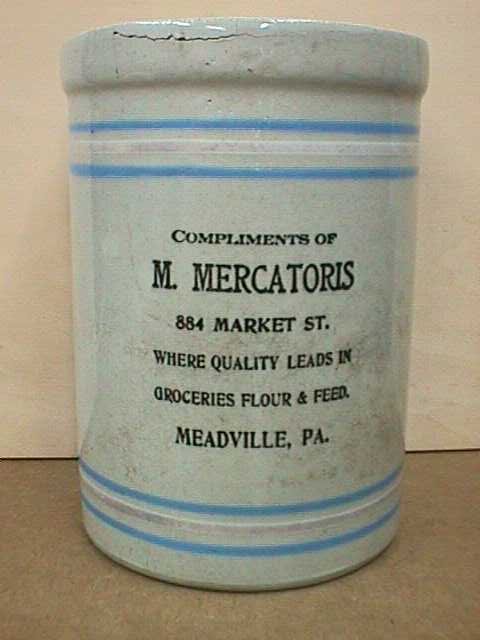 COMPLIMENTS OF
M. MERCATORIS
884 MARKET ST.
WHERE QUALITY LEADS IN
GROCERIES FLOUR & FEED.
MEADVILLE, PA.